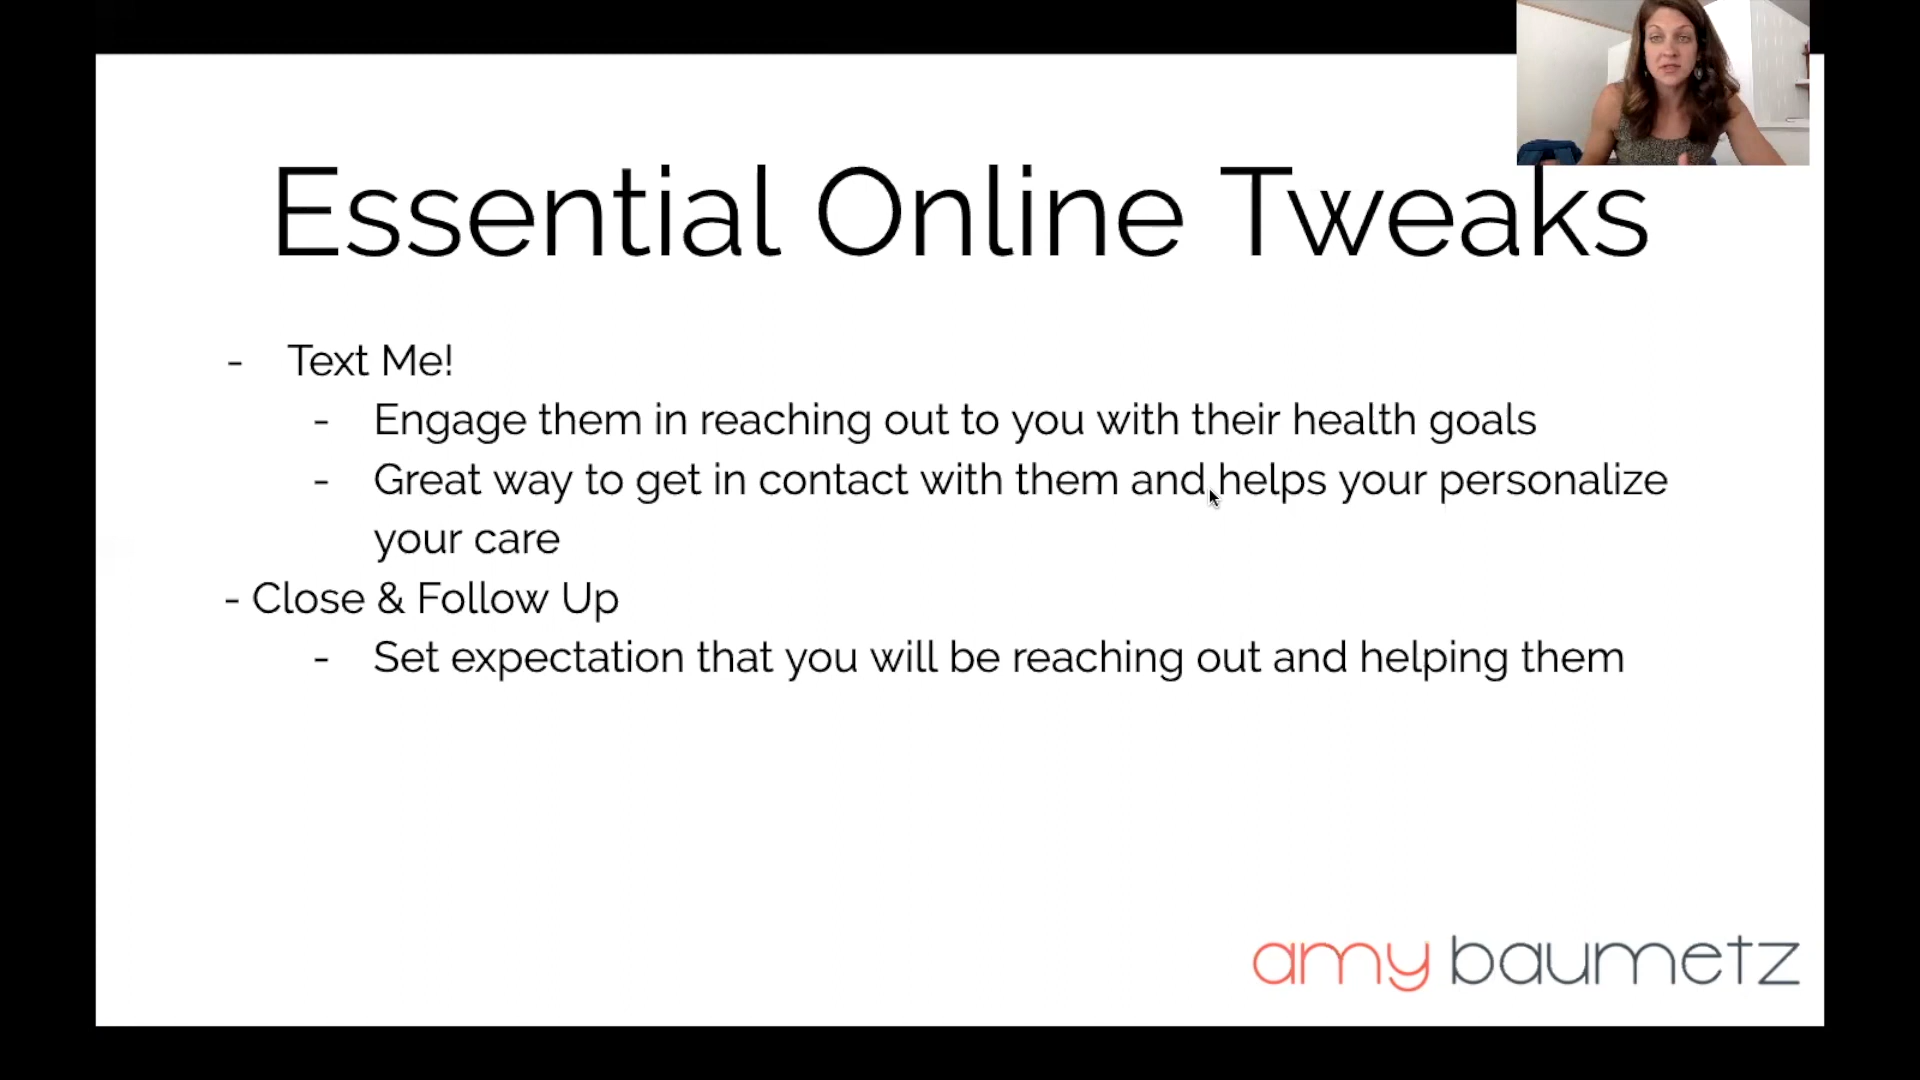 Essential Online Tweaks
- Text Me!
- Engage them in reaching out to you with their health goals
- Great way to get in contact with them and helps your personalize
your care
- Close & Follow Up
- Set expectation that you will be reaching out and helping them
amy baumetz